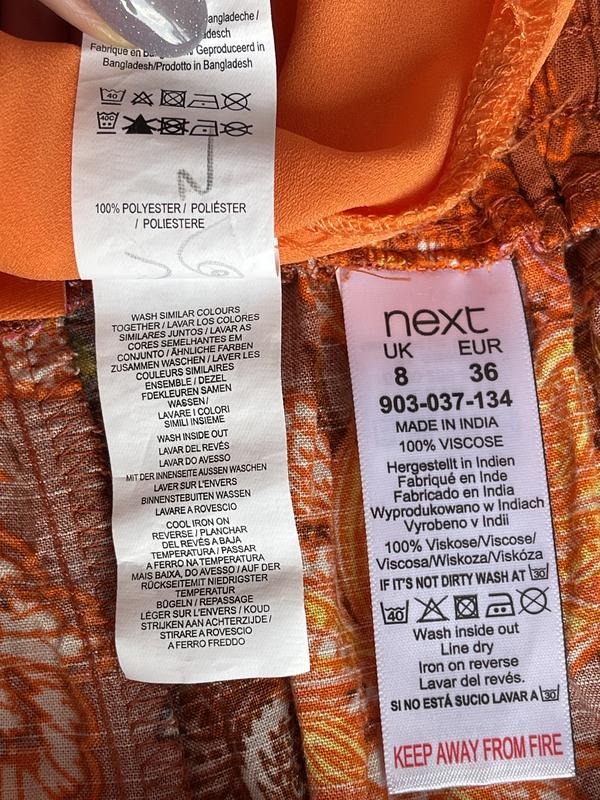 Fabriqué en Geproduceerd in
Bangladesh/Prodotto in Bangladesh
40
40C
100% POLYESTER / POLIÉSTER
/ POLIESTERE
WASH SIMILAR COLOURS
TOGETHER / LAVAR LOS COLORES
SIMILARES JUNTOS / LAVAR AS
CORES SEMELHANTES EM
CONJUNTO / ÄHNLICHE FARBEN
ZUSAMMEN WASCHEN / LAVER LES
COULEURS SIMILAIRES
ENSEMBLE / DEZEL
FDEKLEUREN SAMEN
WASSEN/
LAVARE I COLORI
SIMILI INSIEME
WASH INSIDE OUT
LAVAR DEL REVÉS
LAVAR DO AVESSO
MIT DER INNENSEITE AUSSEN WASCHEN
LAVER SUR L'ENVERS
BINNENSTEBUITEN WASSEN
LAVARE A ROVESCIO
COOL IRON ON
REVERSE / PLANCHAR
DEL REVÉS A BAJA
TEMPERATURA / PASSAR
A FERRO NA TEMPERATURA
MAIS BAIXA, DO AVESSO / AUF DER
RÜCKSEITEMIT NIEDRIGSTER
TEMPERATUR
BÜGELN / REPASSAGE
LÉGER SUR L'ENVERS / KOUD
STRIJKEN AAN ACHTERZIJDE /
STIRARE A ROVESCIO
A FERRO FREDDO
next
UK EUR
8 36
903-037-134
MADE IN INDIA
100% VISCOSE
Hergestellt in Indien
Fabriqué en Inde
Fabricado en India
Wyprodukowano w Indiach
Vyrobeno v Indii
100% Viskose/Viscose/
Viscosa/Wiskoza/Viskóza
IF IT'S NOT DIRTY WASH AT 30
40
Wash inside out
Line dry
Iron on reverse
Lavar del revés.
SI NO ESTÁ SUCIO LAVAR A 30
KEEP AWAY FROM FIRE